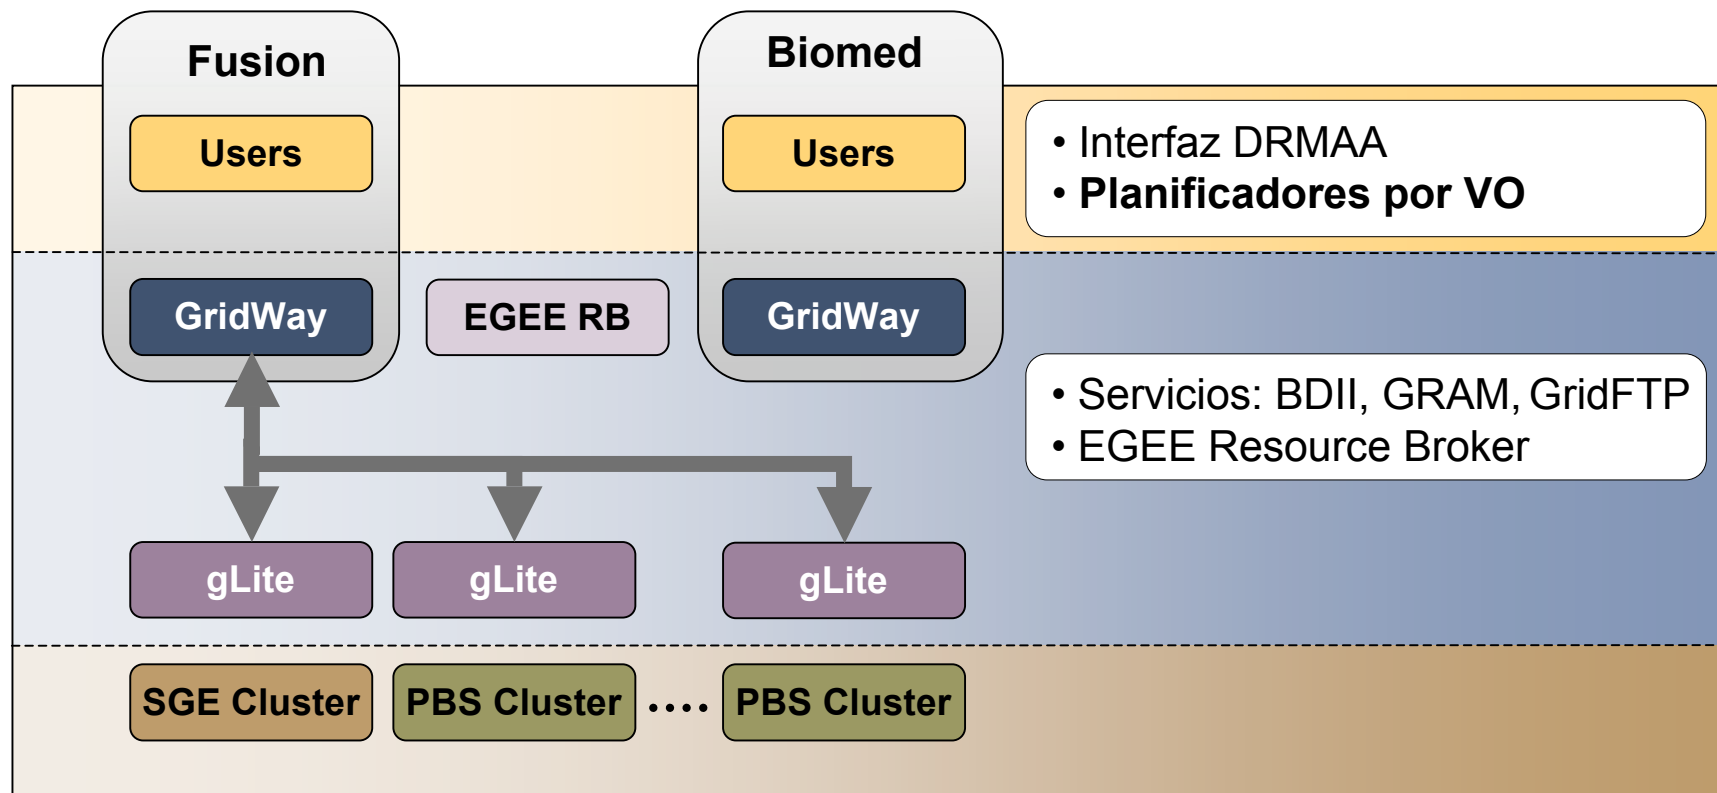 Fusion
Biomed
Users
Users
• Interfaz DRMAA
• Planificadores por VO
GridWay
EGEE RB
GridWay
• Servicios: BDII, GRAM, GridFTP
• EGEE Resource Broker
gLite
gLite
gLite
SGE Cluster
PBS Cluster
....
PBS Cluster